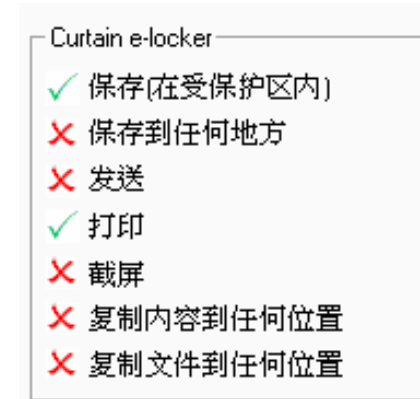 Curtain e-locker
保存(在受保护区内)
保存到任何地方
发送
打印
截屏
复制内容到任何位置
复制文件到任何位置